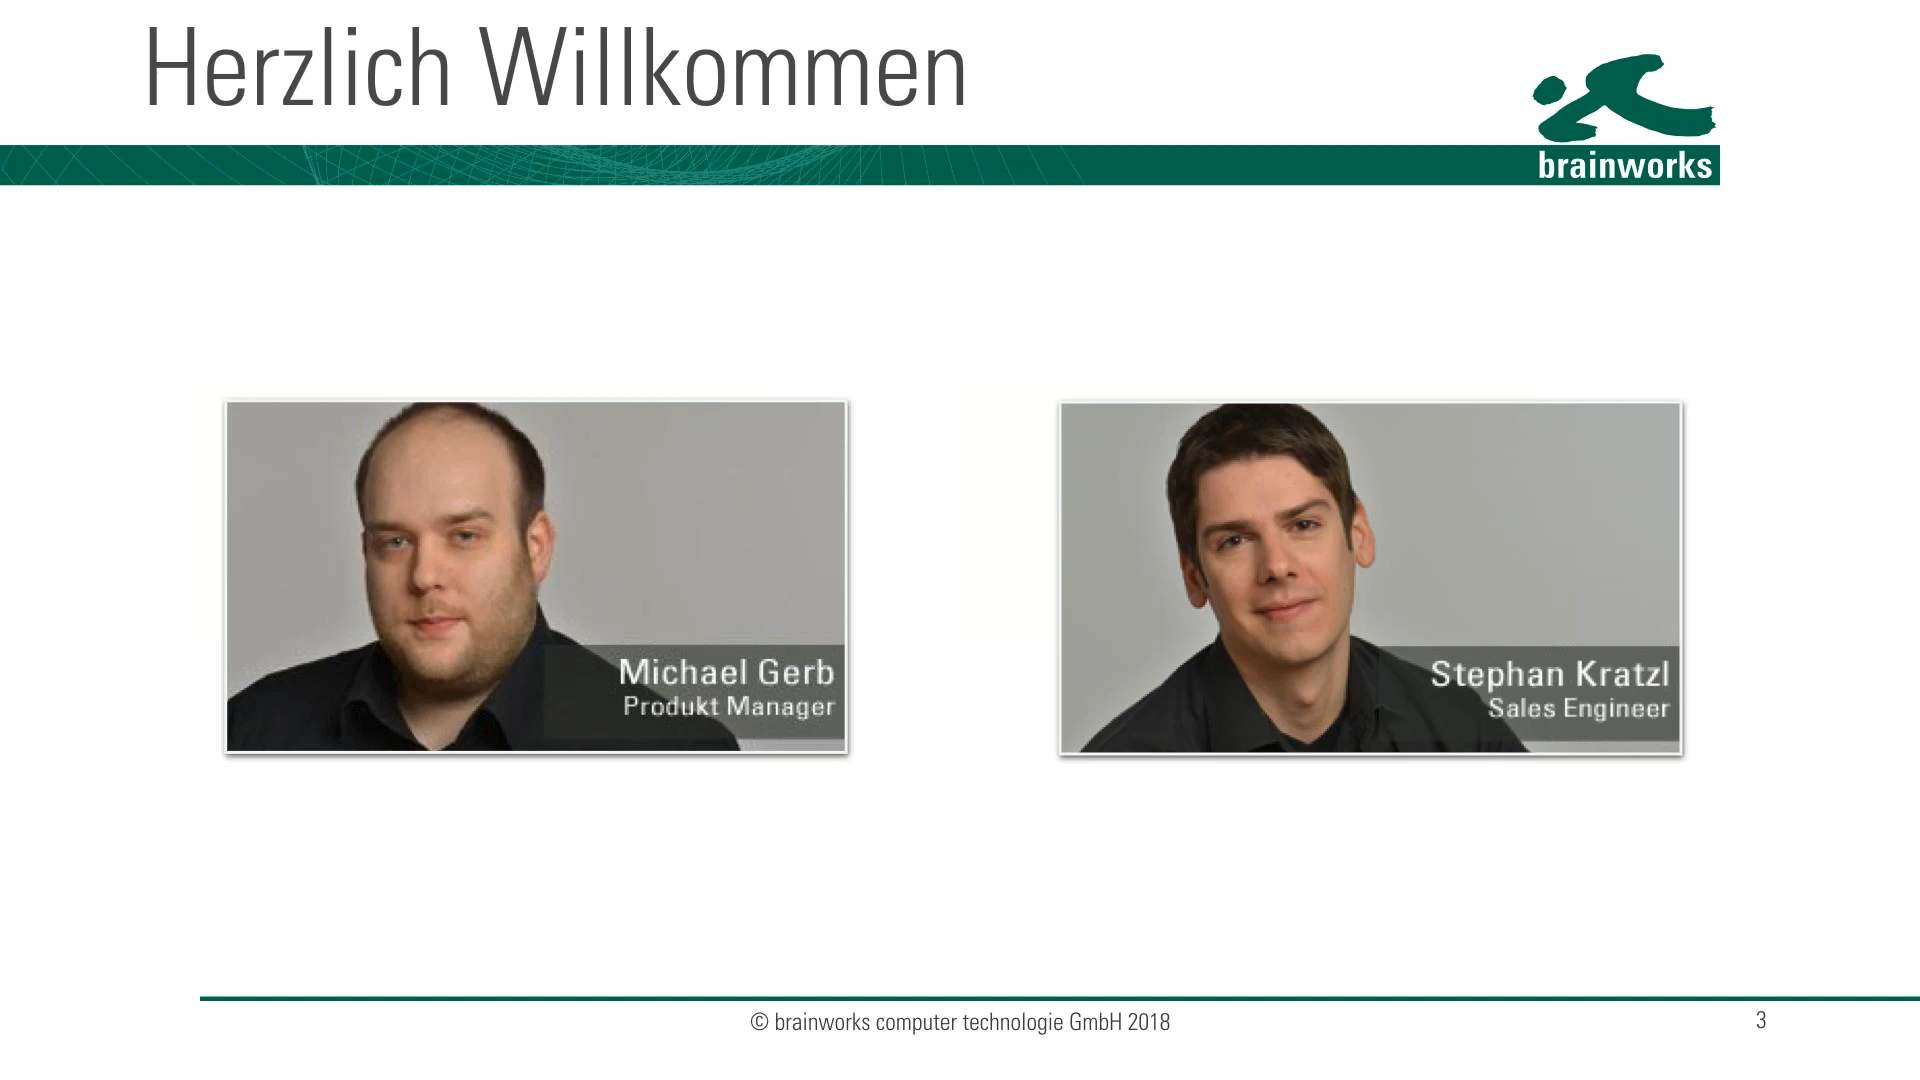 Herzlich Willkommen
brainworks
Michael Gerb
Produkt Manager
Stephan Kratzl
Sales Engineer
© brainworks computer technologie GmbH 2018
3